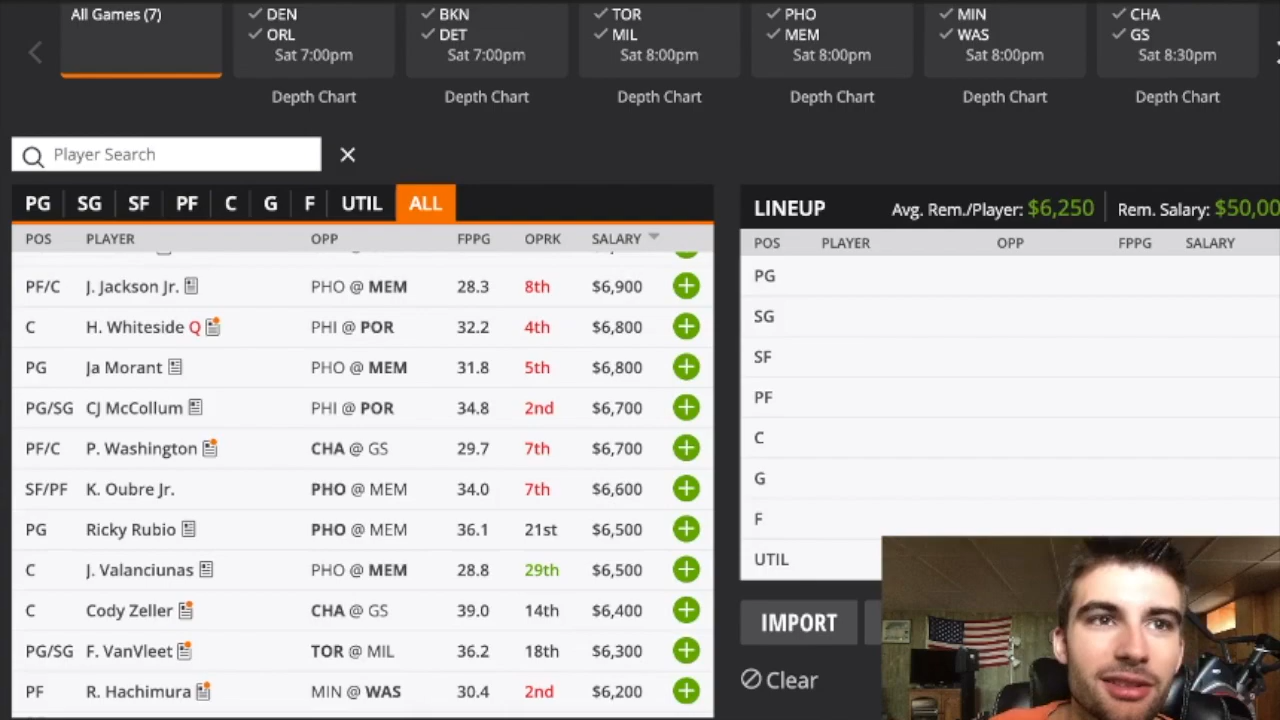 All Games (7)
DEN
ORL
Sat 7:00pm
BKN
DET
Sat 7:00pm
TOR
MIL
Sat 8:00pm
PHO
MEM
Sat 8:00pm
MIN
WAS
Sat 8:00pm
CHA
GS
Sat 8:30pm
Depth Chart
Depth Chart
Depth Chart
Depth Chart
Depth Chart
Depth Chart
Player Search
PG SG SF PF C G F UTIL ALL
POS PLAYER OPP FPPG OPRK SALARY
PF/C J. Jackson Jr. PHO @ MEM 28.3 8th $6,900
C H. Whiteside Q PHI @ POR 32.2 4th $6,800
PG Ja Morant PHO @ MEM 31.8 5th $6,800
PG/SG CJ McCollum PHI @ POR 34.8 2nd $6,700
PF/C P. Washington CHA @ GS 29.7 7th $6,700
SF/PF K. Oubre Jr. PHO @ MEM 34.0 7th $6,600
PG Ricky Rubio PHO @ MEM 36.1 21st $6,500
C J. Valanciunas PHO @ MEM 28.8 29th $6,500
C Cody Zeller CHA @ GS 39.0 14th $6,400
PG/SG F. VanVleet TOR @ MIL 36.2 18th $6,300
PF R. Hachimura MIN @ WAS 30.4 2nd $6,200
LINEUP Avg. Rem./Player: $6,250 Rem. Salary: $50,00
POS PLAYER OPP FPPG SALARY
PG
SG
SF
PF
C
G
F
UTIL
IMPORT
Clear